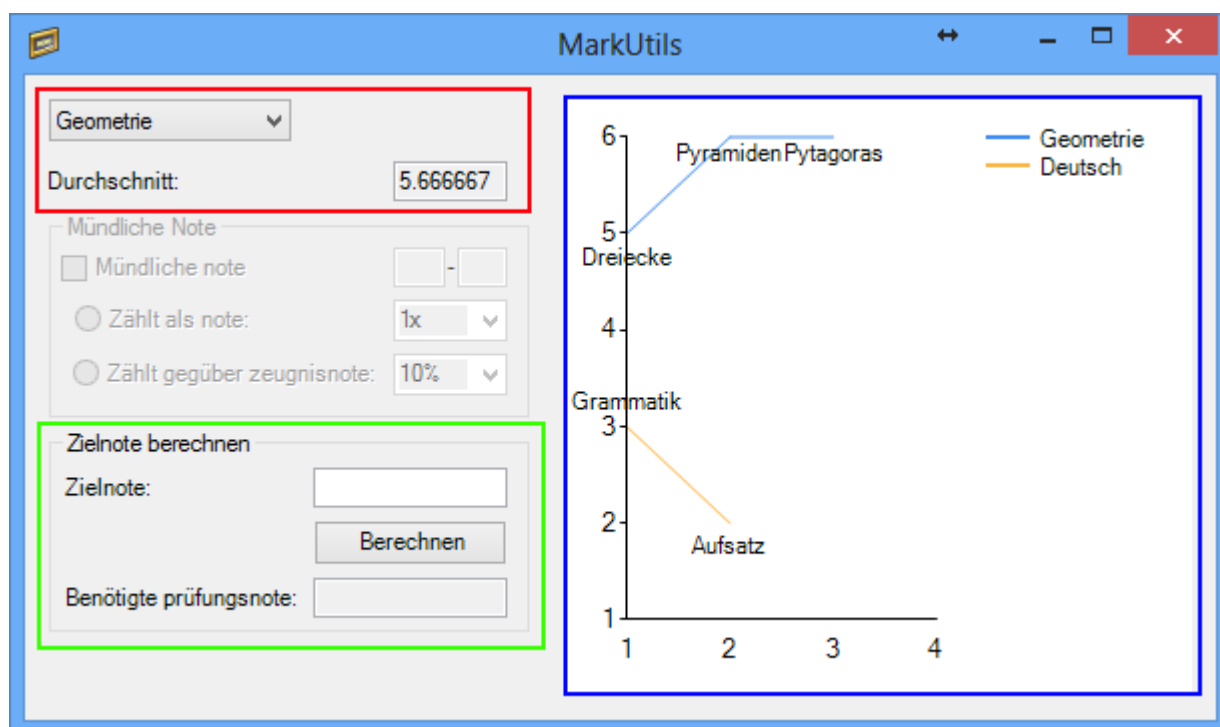 MarkUtils
Geometrie
Durchschnitt: 5.666667
Mündliche Note
Mündliche note -
Zählt als note: 1x
Zählt gegüber zeugnisnote: 10%
Zielnote berechnen
Zielnote:
Berechnen
Benötigte prüfungsnote:
6
Pyramiden Pytagoras
5
Dreiecke
4
Grammatik
3
2
Aufsatz
1
1 2 3 4
Geometrie
Deutsch